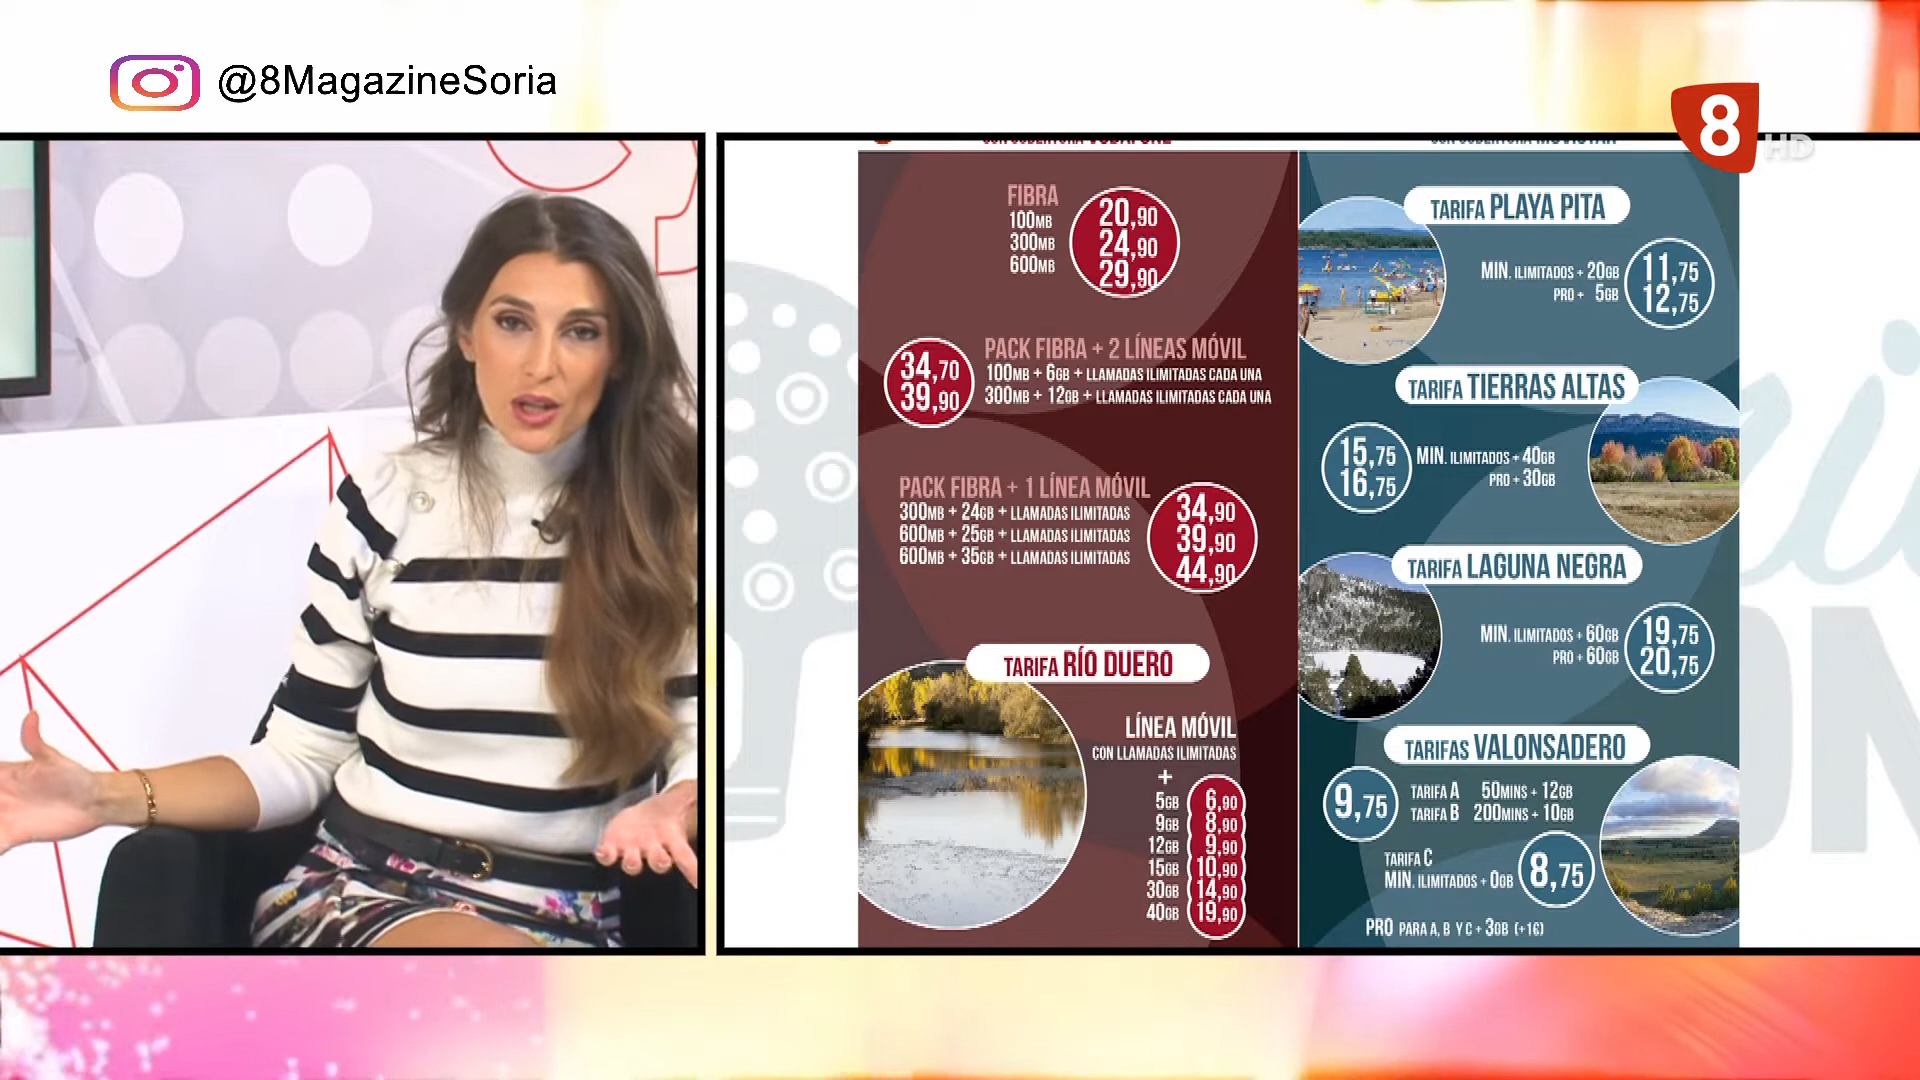 @8MagazineSoria
8
HD
CON COBERTURA VODAFONE
CON COBERTURA MOVISTAR
FIBRA
100MB 20,90
300MB 24,90
600MB 29,90
PACK FIBRA + 2 LÍNEAS MÓVIL
34,70 100MB + 6GB + LLAMADAS ILIMITADAS CADA UNA
39,90 300MB + 12GB + LLAMADAS ILIMITADAS CADA UNA
PACK FIBRA + 1 LÍNEA MÓVIL
300MB + 24GB + LLAMADAS ILIMITADAS 34,90
600MB + 25GB + LLAMADAS ILIMITADAS 39,90
600MB + 35GB + LLAMADAS ILIMITADAS 44,90
TARIFA RÍO DUERO
LÍNEA MÓVIL
CON LLAMADAS ILIMITADAS
+
5GB 6,90
9GB 8,90
12GB 9,90
15GB 10,90
30GB 14,90
40GB 19,90
TARIFA PLAYA PITA
MIN. ILIMITADOS + 20GB 11,75
PRO + 5GB 12,75
TARIFA TIERRAS ALTAS
15,75 MIN. ILIMITADOS + 40GB
16,75 PRO + 30GB
TARIFA LAGUNA NEGRA
MIN. ILIMITADOS + 60GB 19,75
PRO + 60GB 20,75
TARIFAS VALONSADERO
9,75
TARIFA A 50MINS + 12GB
TARIFA B 200MINS + 10GB
TARIFA C
MIN. ILIMITADOS + 0GB 8,75
PRO PARA A, B Y C + 3GB (+1€)